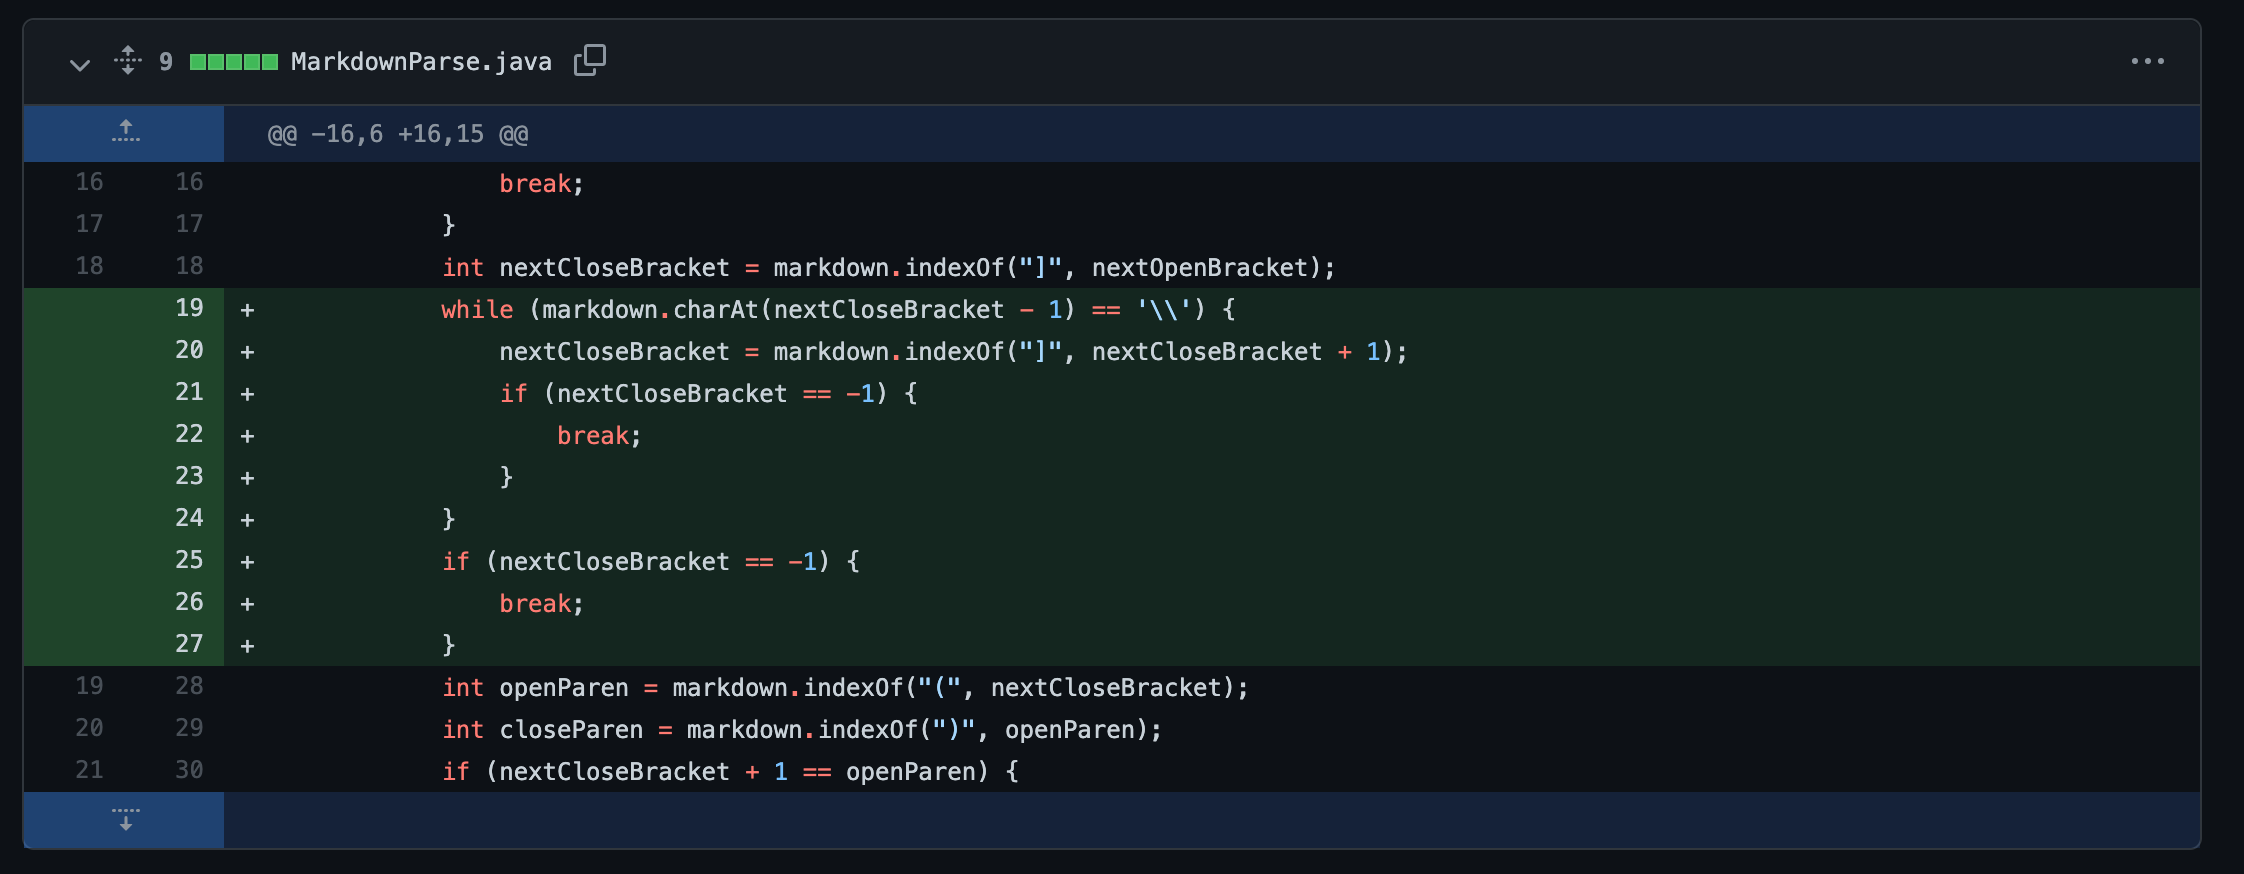 9 MarkdownParse.java
@@ -16,6 +16,15 @@
16 16 break;
17 17 }
18 18 int nextCloseBracket = markdown.indexOf("]", nextOpenBracket);
19 + while (markdown.charAt(nextCloseBracket - 1) == '\\') {
20 + nextCloseBracket = markdown.indexOf("]", nextCloseBracket + 1);
21 + if (nextCloseBracket == -1) {
22 + break;
23 + }
24 + }
25 + if (nextCloseBracket == -1) {
26 + break;
27 + }
19 28 int openParen = markdown.indexOf("(", nextCloseBracket);
20 29 int closeParen = markdown.indexOf(")", openParen);
21 30 if (nextCloseBracket + 1 == openParen) {